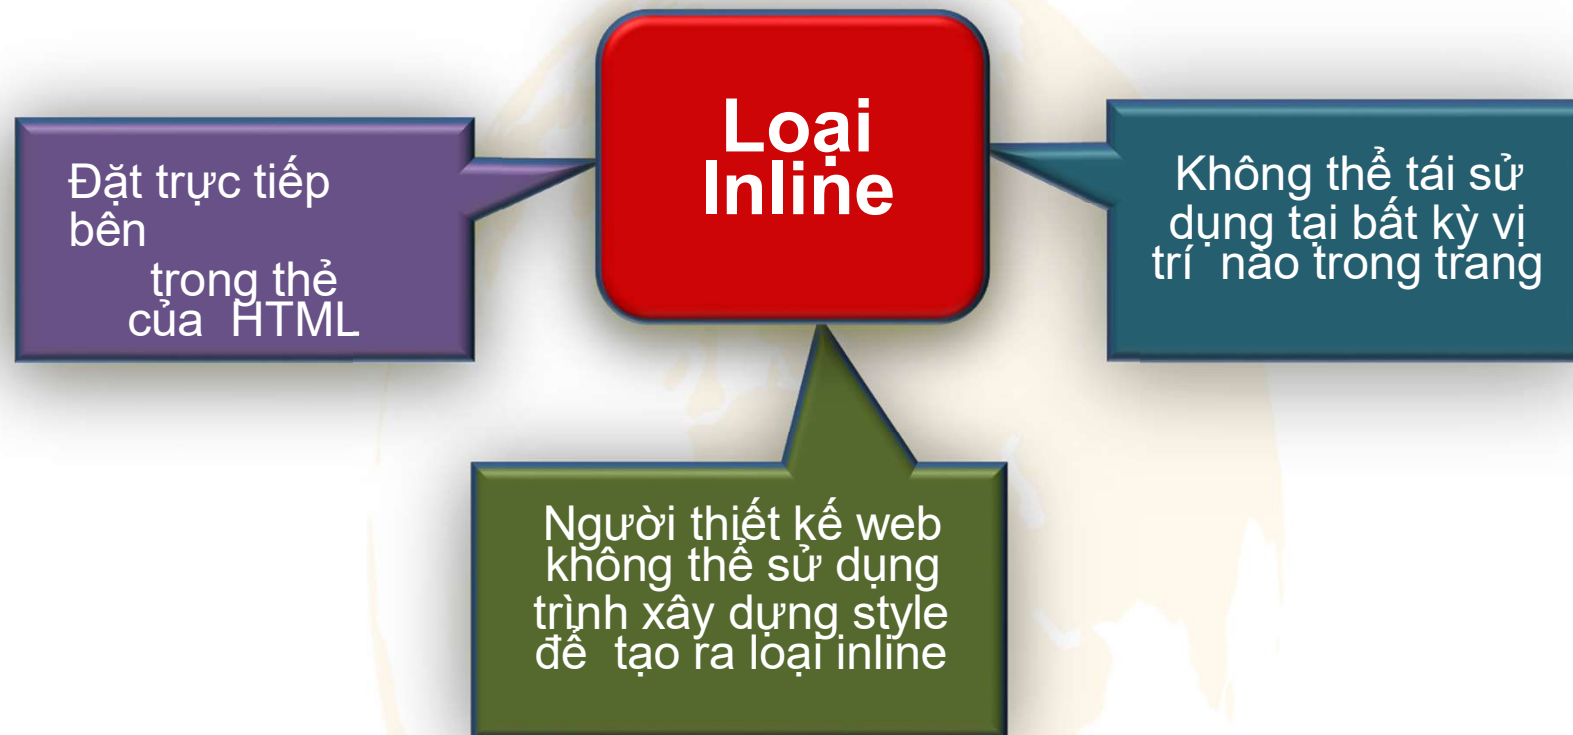 Loại
Inline
Đặt trực tiếp
bên
trong thẻ
của HTML
Không thể tái sử
dụng tại bất kỳ vị
trí nào trong trang
Người thiết kế web
không thể sử dụng
trình xây dựng style
để tạo ra loại inline